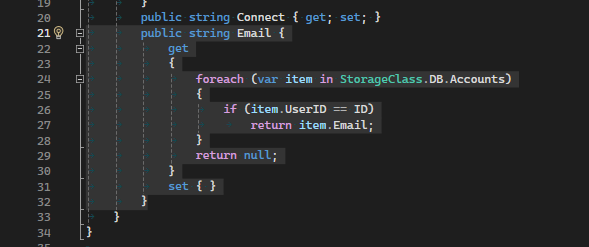 19 }
20 public string Connect { get; set; }
21 public string Email {
22 get
23 {
24 foreach (var item in StorageClass.DB.Accounts)
25 {
26 if (item.UserID == ID)
27 return item.Email;
28 }
29 return null;
30 }
31 set { }
32 }
33 }
34 }